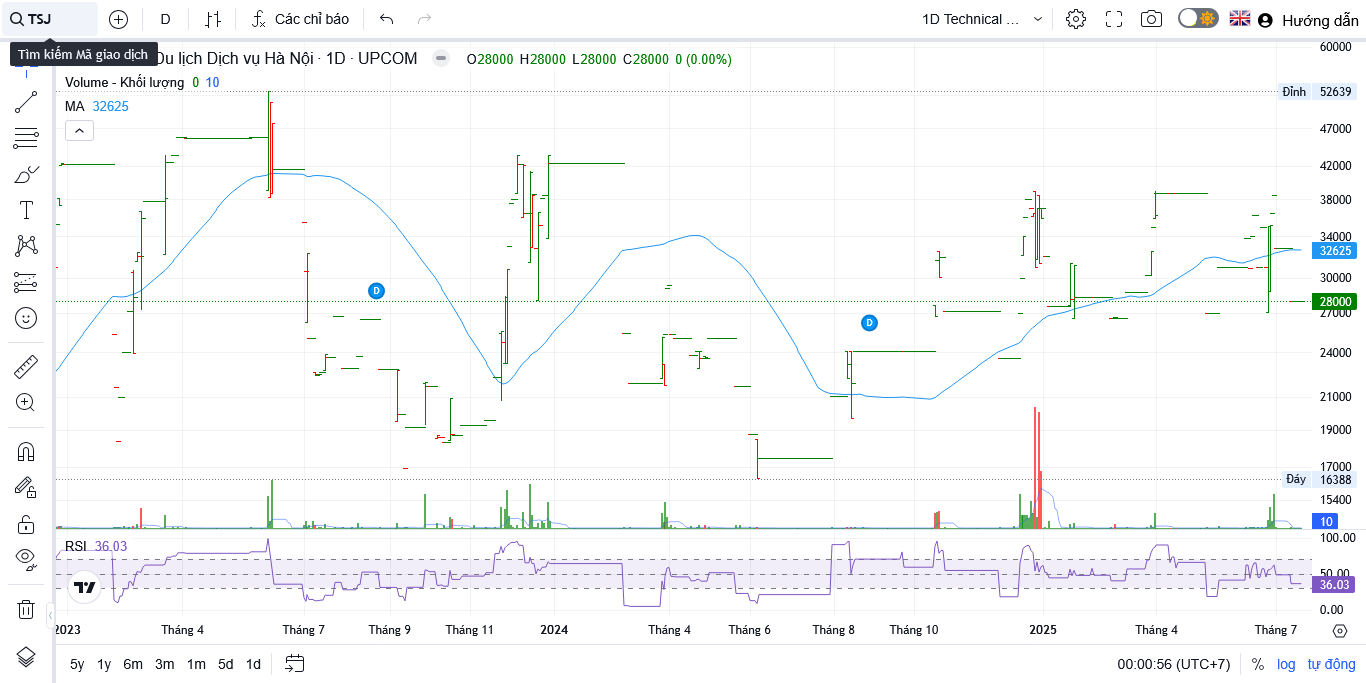 TSJ
D
Các chỉ báo
1D Technical ...
Hướng dẫn
Tìm kiếm Mã giao dịch
Du lịch Dịch vụ Hà Nội · 1D · UPCOM
O28000 H28000 L28000 C28000 0 (0.00%)
Volume - Khối lượng 0 10
MA 32625
60000
Đỉnh 52639
47000
42000
38000
34000
32625
30000
28000
27000
24000
21000
19000
17000
Đáy 16388
15400
10
D
D
RSI 36.03
100.00
50.00
36.03
0.00
2023 Tháng 4 Tháng 7 Tháng 9 Tháng 11 2024 Tháng 4 Tháng 6 Tháng 8 Tháng 10 2025 Tháng 4 Tháng 7
5y 1y 6m 3m 1m 5d 1d
00:00:56 (UTC+7) % log tự động